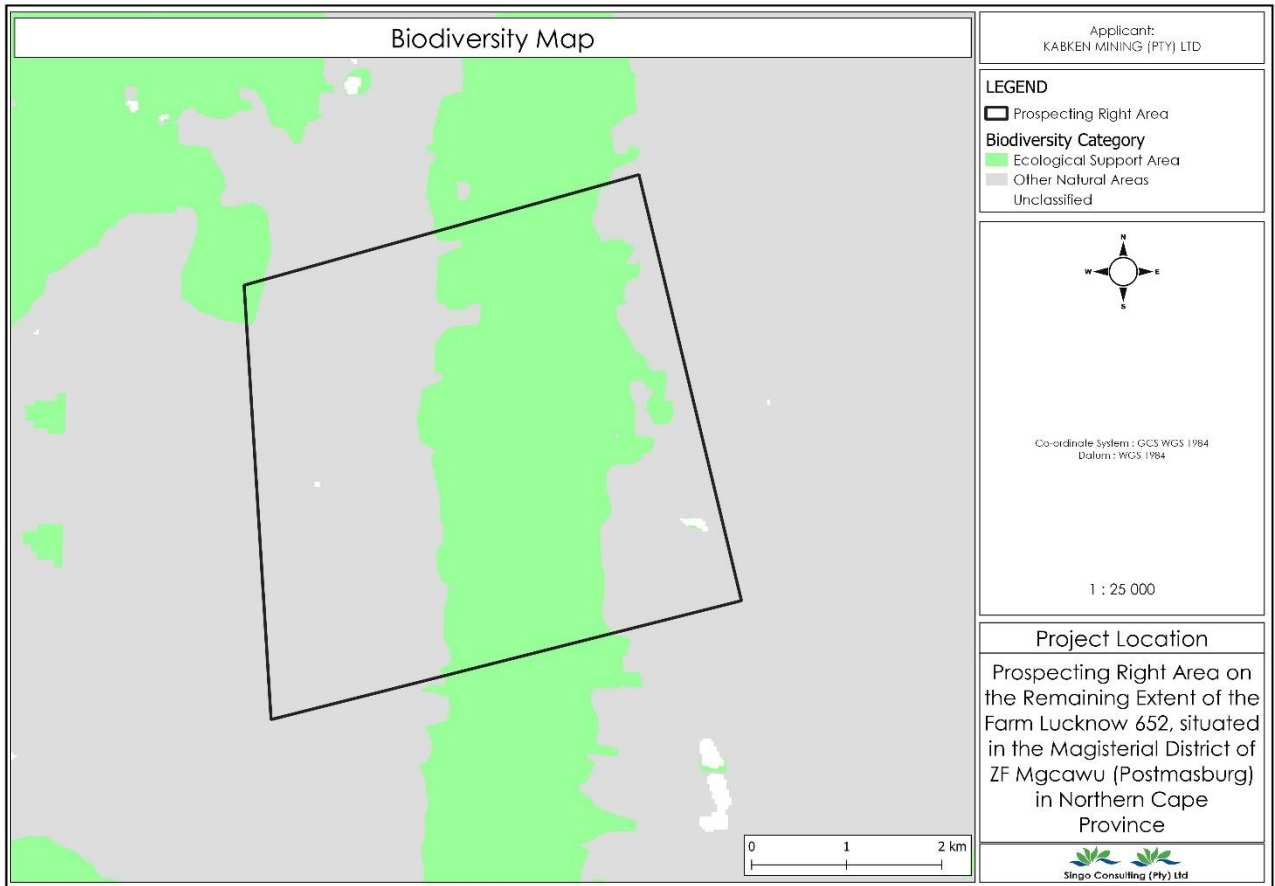 Biodiversity Map
Applicant:
KABKEN MINING (PTY) LTD
LEGEND
Prospecting Right Area
Biodiversity Category
Ecological Support Area
Other Natural Areas
Unclassified
N
W E
S
Co-ordinate System : GCS WGS 1984
Datum : WGS 1984
1 : 25 000
0 1 2 km
Project Location
Prospecting Right Area on
the Remaining Extent of the
Farm Lucknow 652, situated
in the Magisterial District of
ZF Mgcawu (Postmasburg)
in Northern Cape
Province
Singo Consulting (Pty) Ltd